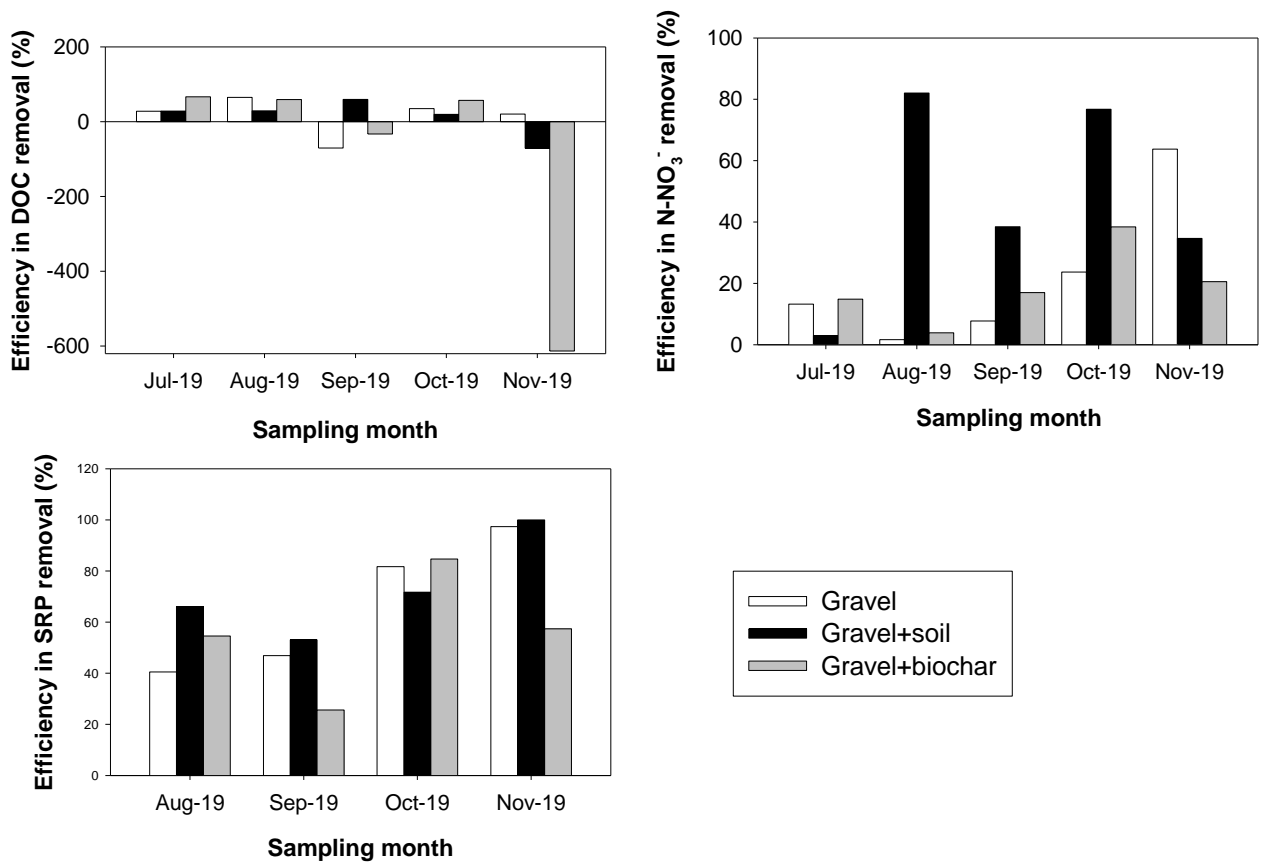 Efficiency in DOC removal (%)
200
0
-200
-400
-600
Jul-19 Aug-19 Sep-19 Oct-19 Nov-19
Sampling month
Efficiency in N-NO₃⁻ removal (%)
100
80
60
40
20
0
Jul-19 Aug-19 Sep-19 Oct-19 Nov-19
Sampling month
Efficiency in SRP removal (%)
120
100
80
60
40
20
0
Aug-19 Sep-19 Oct-19 Nov-19
Sampling month
Gravel
Gravel+soil
Gravel+biochar